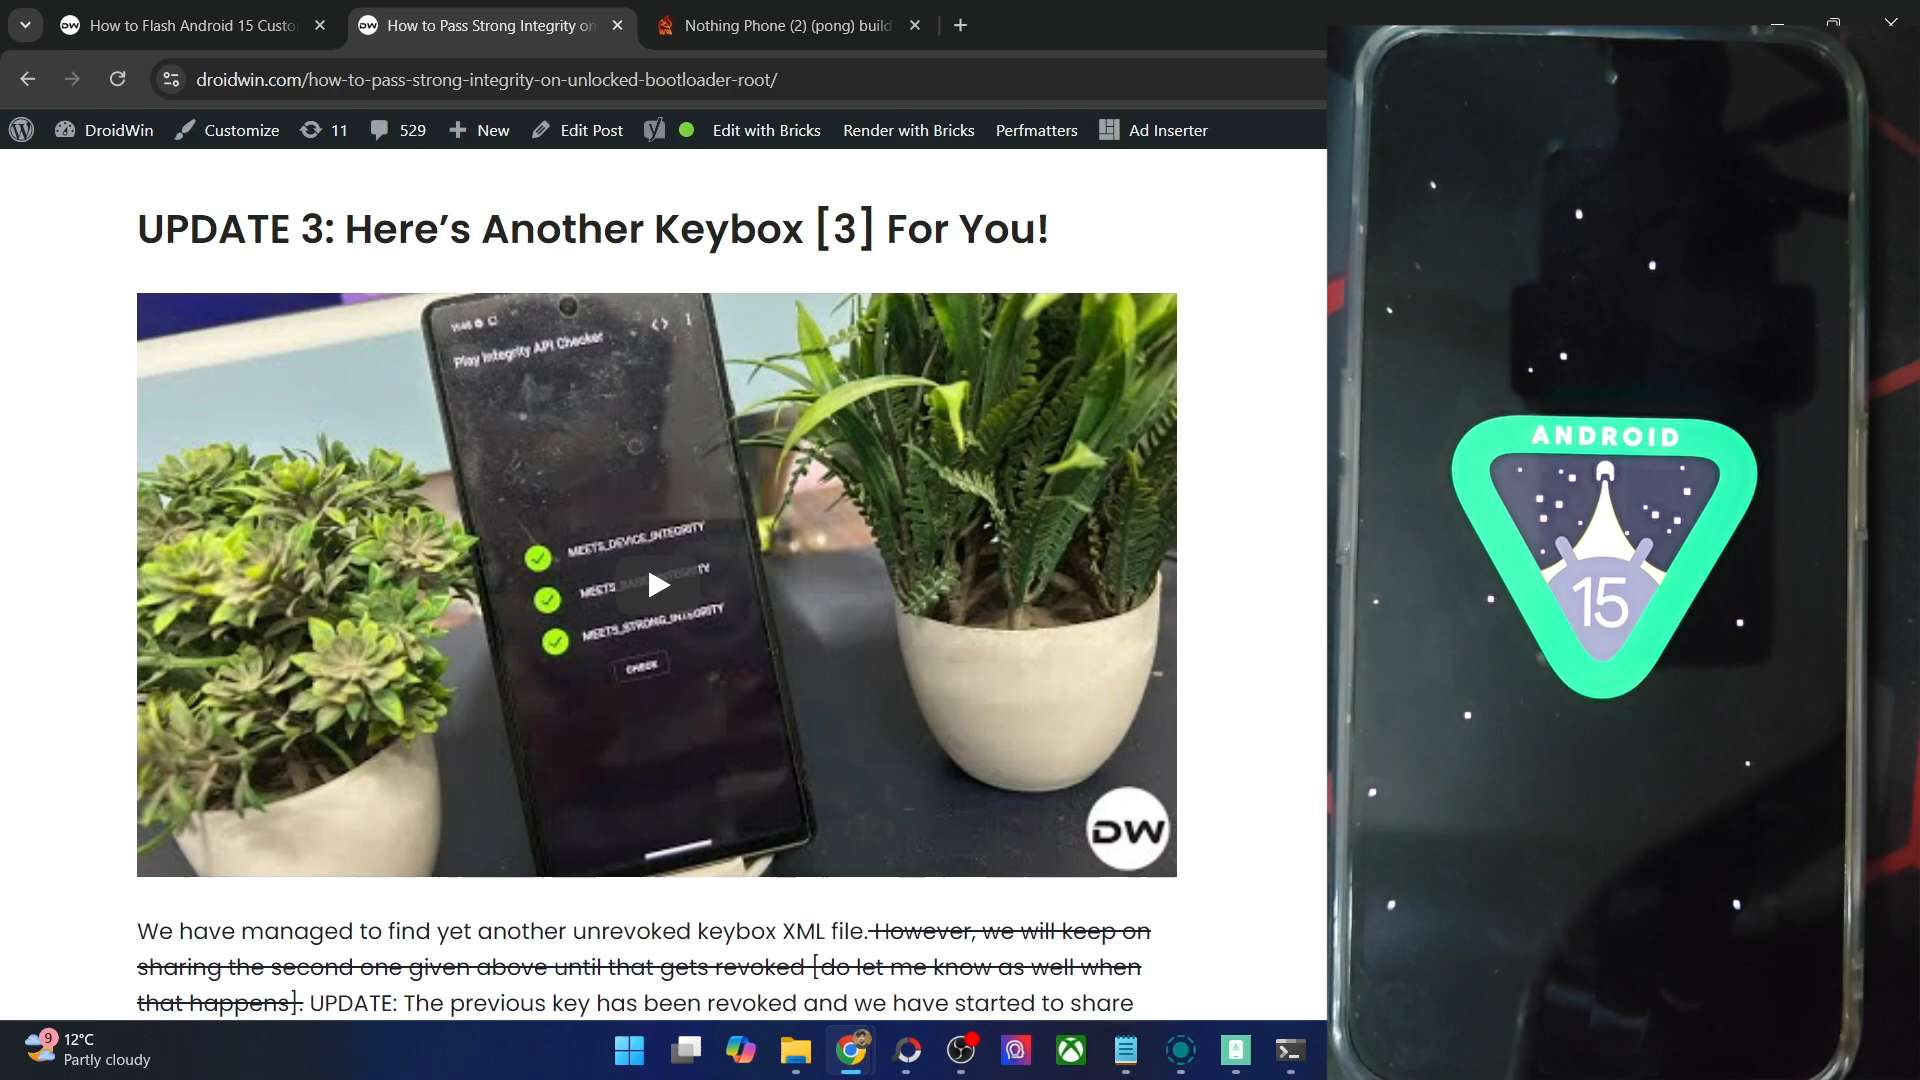 How to Flash Android 15 Custo
How to Pass Strong Integrity on
Nothing Phone (2) (pong) build
droidwin.com/how-to-pass-strong-integrity-on-unlocked-bootloader-root/
DroidWin
Customize
11
529
New
Edit Post
Edit with Bricks
Render with Bricks
Perfmatters
Ad Inserter
UPDATE 3: Here’s Another Keybox [3] For You!
Play Integrity API Checker
MEETS_DEVICE_INTEGRITY
MEETS_BASIC_INTEGRITY
MEETS_STRONG_INTEGRITY
CHECK
DW
We have managed to find yet another unrevoked keybox XML file. However, we will keep on
sharing the second one given above until that gets revoked [do let me know as well when
that happens]. UPDATE: The previous key has been revoked and we have started to share
ANDROID
15
9
12°C
Partly cloudy